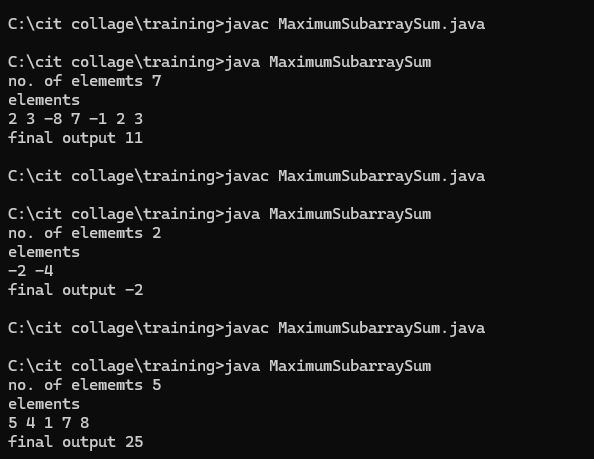 C:\cit collage\training>javac MaximumSubarraySum.java
C:\cit collage\training>java MaximumSubarraySum
no. of elememts 7
elements
2 3 -8 7 -1 2 3
final output 11
C:\cit collage\training>javac MaximumSubarraySum.java
C:\cit collage\training>java MaximumSubarraySum
no. of elememts 2
elements
-2 -4
final output -2
C:\cit collage\training>javac MaximumSubarraySum.java
C:\cit collage\training>java MaximumSubarraySum
no. of elememts 5
elements
5 4 1 7 8
final output 25